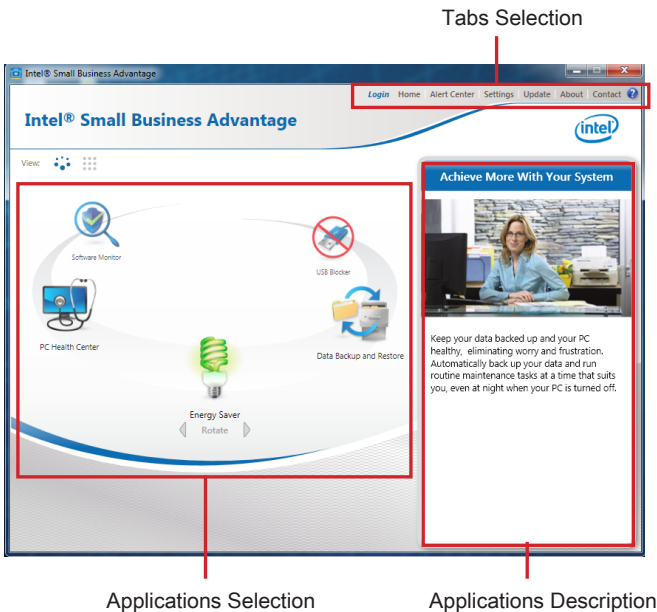 Tabs Selection
Intel® Small Business Advantage
Login Home Alert Center Settings Update About Contact ?
Intel® Small Business Advantage
intel
View:
Achieve More With Your System
Software Monitor
USB Blocker
PC Health Center
Data Backup and Restore
Energy Saver
Rotate
Keep your data backed up and your PC
healthy, eliminating worry and frustration.
Automatically back up your data and run
routine maintenance tasks at a time that suits
you, even at night when your PC is turned off.
Applications Selection
Applications Description